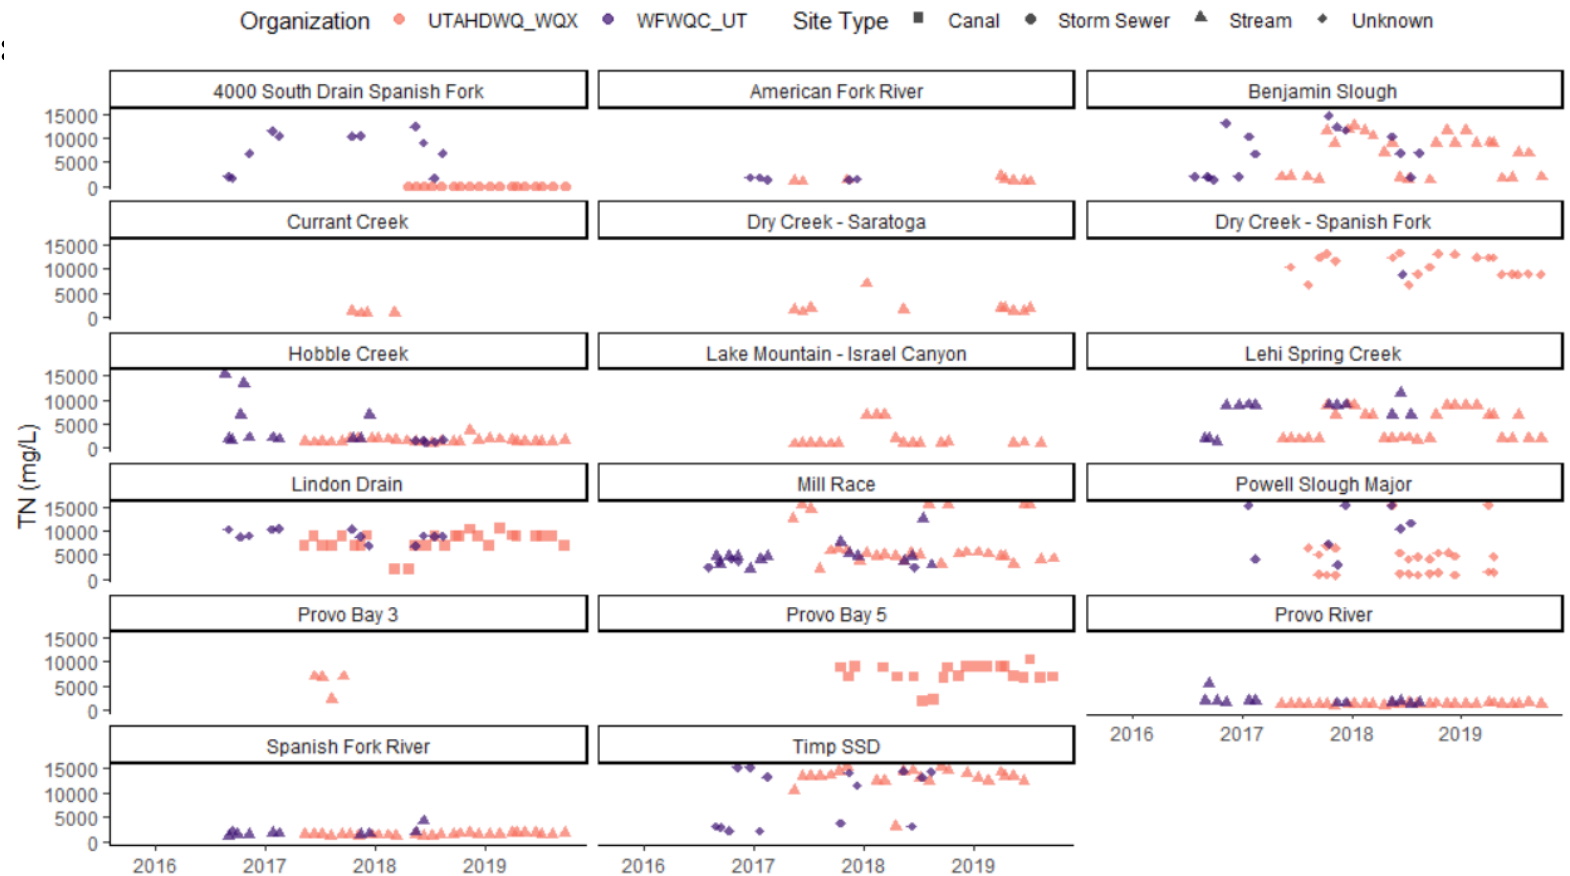 Organization UTAHDWQ_WQX WFWQC_UT Site Type Canal Storm Sewer Stream Unknown
4000 South Drain Spanish Fork American Fork River Benjamin Slough
15000
10000
5000
0
Currant Creek Dry Creek - Saratoga Dry Creek - Spanish Fork
15000
10000
5000
0
Hobble Creek Lake Mountain - Israel Canyon Lehi Spring Creek
15000
10000
5000
0
TN (mg/L)
Lindon Drain Mill Race Powell Slough Major
15000
10000
5000
0
Provo Bay 3 Provo Bay 5 Provo River
15000
10000
5000
0
2016 2017 2018 2019
Spanish Fork River Timp SSD
15000
10000
5000
0
2016 2017 2018 2019 2016 2017 2018 2019